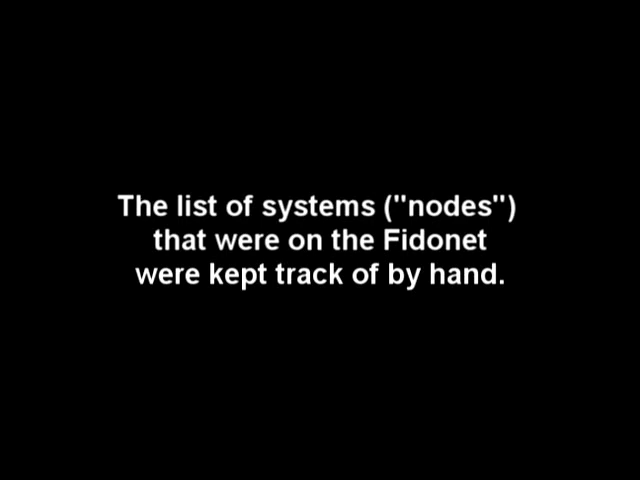 The list of systems ("nodes")
that were on the Fidonet
were kept track of by hand.